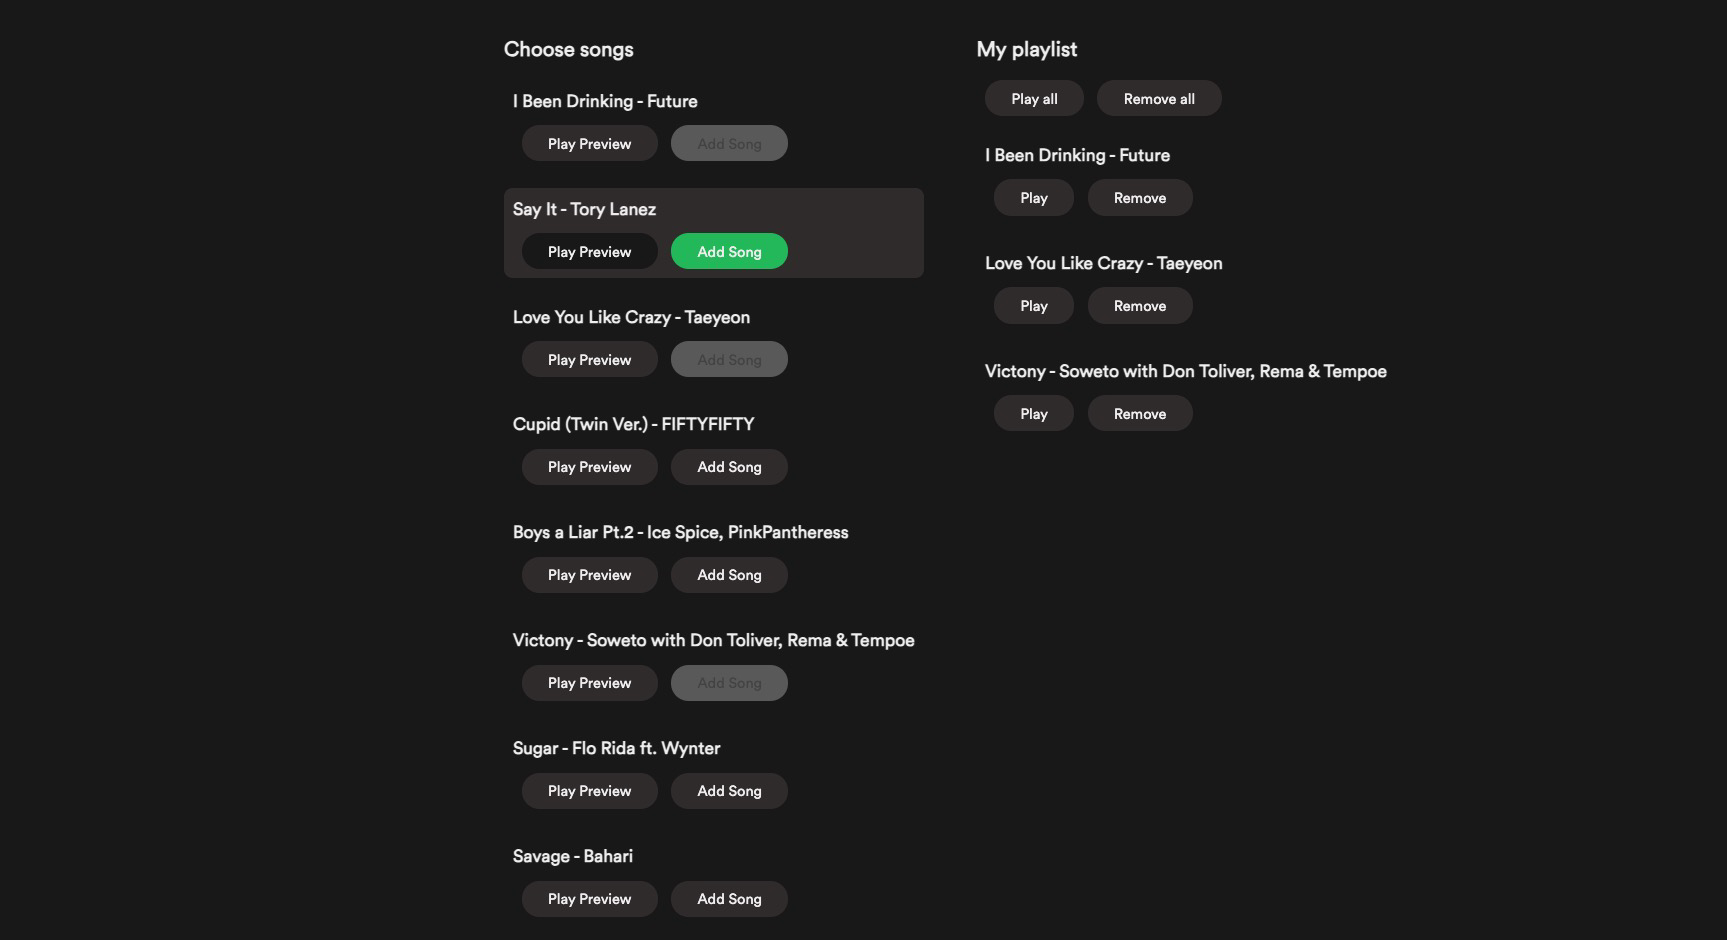 Choose songs
I Been Drinking - Future
Play Preview
Add Song
Say It - Tory Lanez
Play Preview
Add Song
Love You Like Crazy - Taeyeon
Play Preview
Add Song
Cupid (Twin Ver.) - FIFTYFIFTY
Play Preview
Add Song
Boys a Liar Pt.2 - Ice Spice, PinkPantheress
Play Preview
Add Song
Victony - Soweto with Don Toliver, Rema & Tempoe
Play Preview
Add Song
Sugar - Flo Rida ft. Wynter
Play Preview
Add Song
Savage - Bahari
Play Preview
Add Song
My playlist
Play all
Remove all
I Been Drinking - Future
Play
Remove
Love You Like Crazy - Taeyeon
Play
Remove
Victony - Soweto with Don Toliver, Rema & Tempoe
Play
Remove